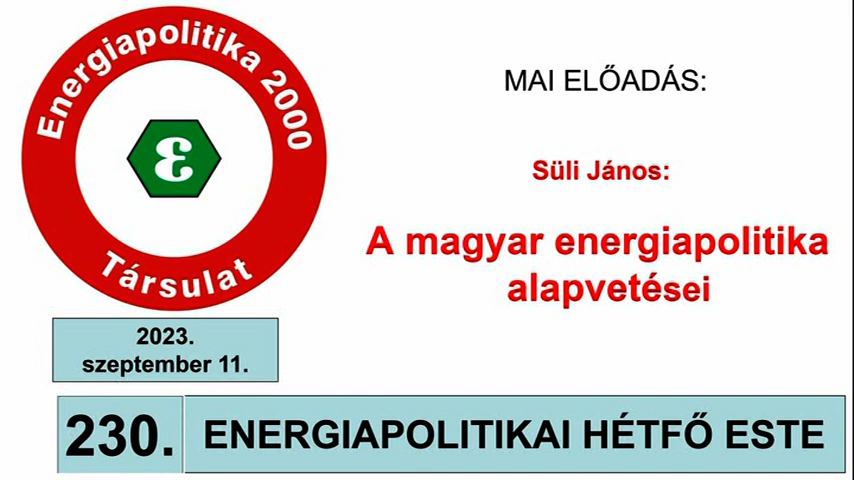 Energiapolitika 2000
ε
Társulat
2023.
szeptember 11.
MAI ELŐADÁS:
Süli János:
A magyar energiapolitika
alapvetései
230.
ENERGIAPOLITIKAI HÉTFŐ ESTE